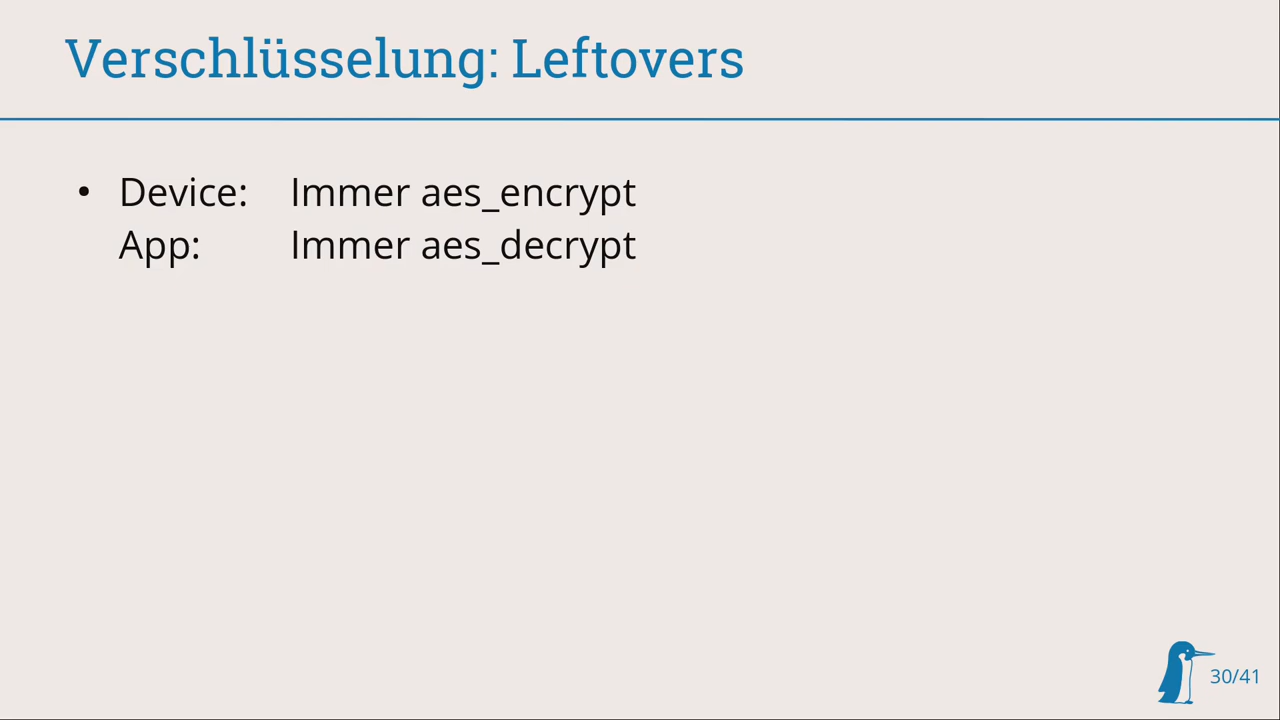 Verschlüsselung: Leftovers
• Device: Immer aes_encrypt
App: Immer aes_decrypt
30/41